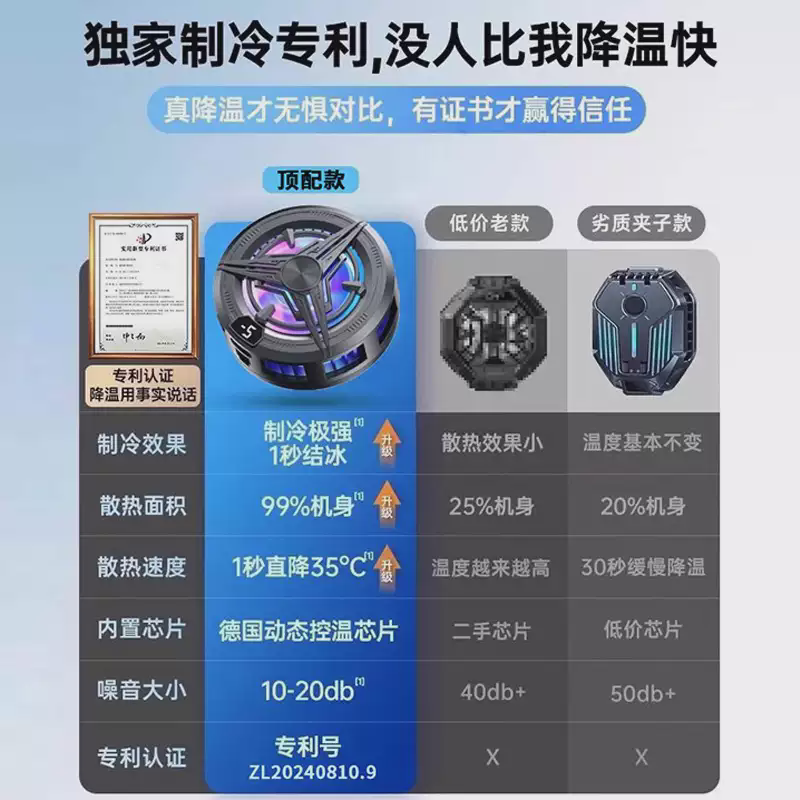 独家制冷专利,没人比我降温快
真降温才无惧对比，有证书才赢得信任
顶配款
低价老款
劣质夹子款
实用新型专利证书
-5
专利认证
降温用事实说话
制冷效果
制冷极强[1]
1秒结冰
升级
散热效果小
温度基本不变
散热面积
99%机身[1]
升级
25%机身
20%机身
散热速度
1秒直降35°C[1]
升级
温度越来越高
30秒缓慢降温
内置芯片
德国动态控温芯片
二手芯片
低价芯片
噪音大小
10-20db[1]
40db+
50db+
专利认证
专利号
ZL20240810.9
X
X